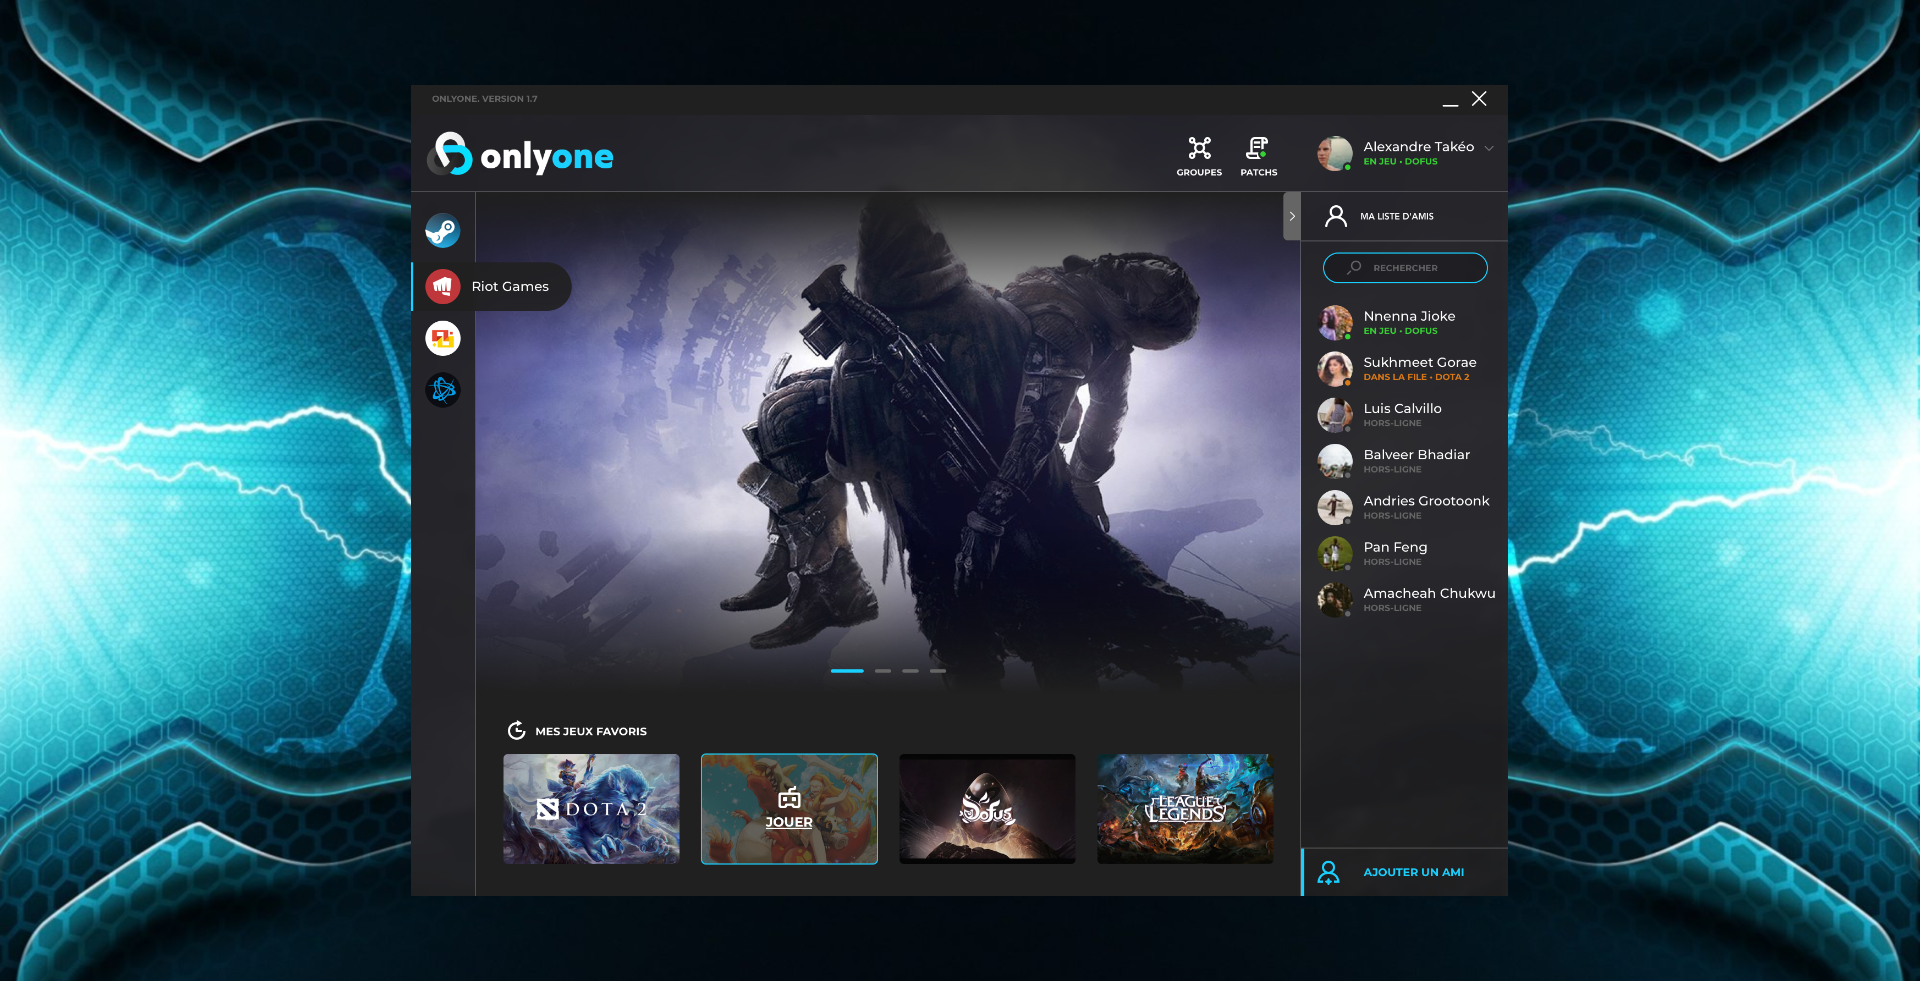 ONLYONE. VERSION 1.7
onlyone
GROUPES
PATCHS
Alexandre Takéo
EN JEU • DOFUS
Riot Games
MA LISTE D'AMIS
RECHERCHER
Nnenna Jioke
EN JEU • DOFUS
Sukhmeet Gorae
DANS LA FILE • DOTA 2
Luis Calvillo
HORS-LIGNE
Balveer Bhadiar
HORS-LIGNE
Andries Grootoonk
HORS-LIGNE
Pan Feng
HORS-LIGNE
Amacheah Chukwu
HORS-LIGNE
MES JEUX FAVORIS
DOTA 2
JOUER
DOFUS
LEAGUE
LEGENDS
AJOUTER UN AMI